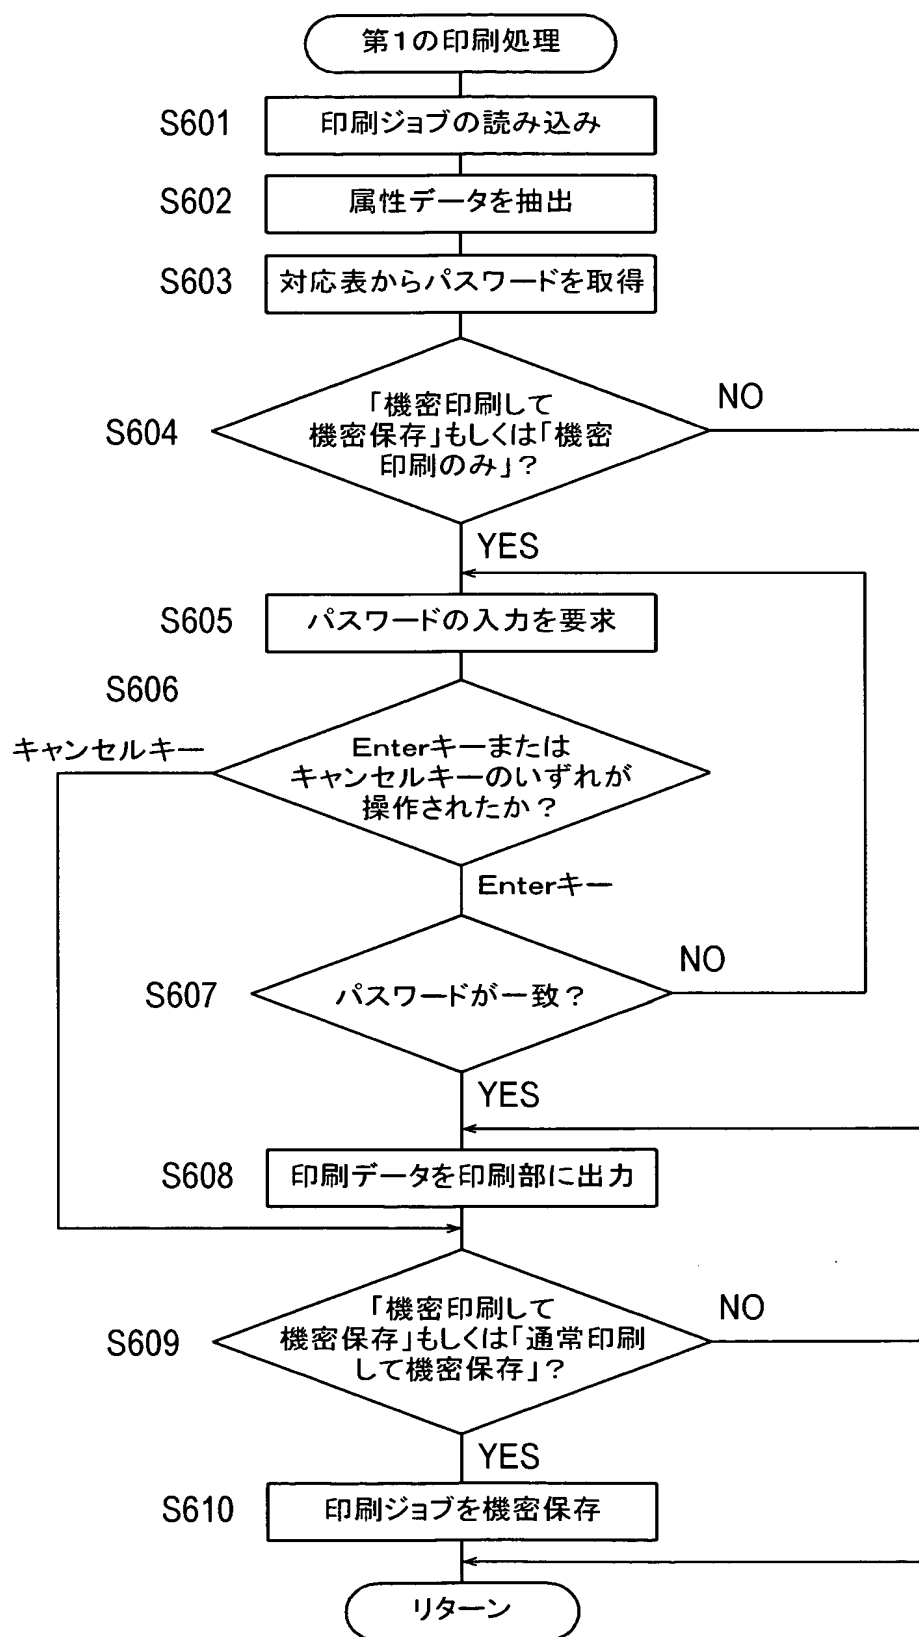 第1の印刷処理
S601
印刷ジョブの読み込み
S602
属性データを抽出
S603
対応表からパスワードを取得
S604
「機密印刷して
機密保存」もしくは「機密
印刷のみ」?
NO
YES
S605
パスワードの入力を要求
S606
キャンセルキー
Enterキーまたは
キャンセルキーのいずれが
操作されたか?
Enterキー
S607
パスワードが一致?
NO
YES
S608
印刷データを印刷部に出力
S609
「機密印刷して
機密保存」もしくは「通常印刷
して機密保存」?
NO
YES
S610
印刷ジョブを機密保存
リターン